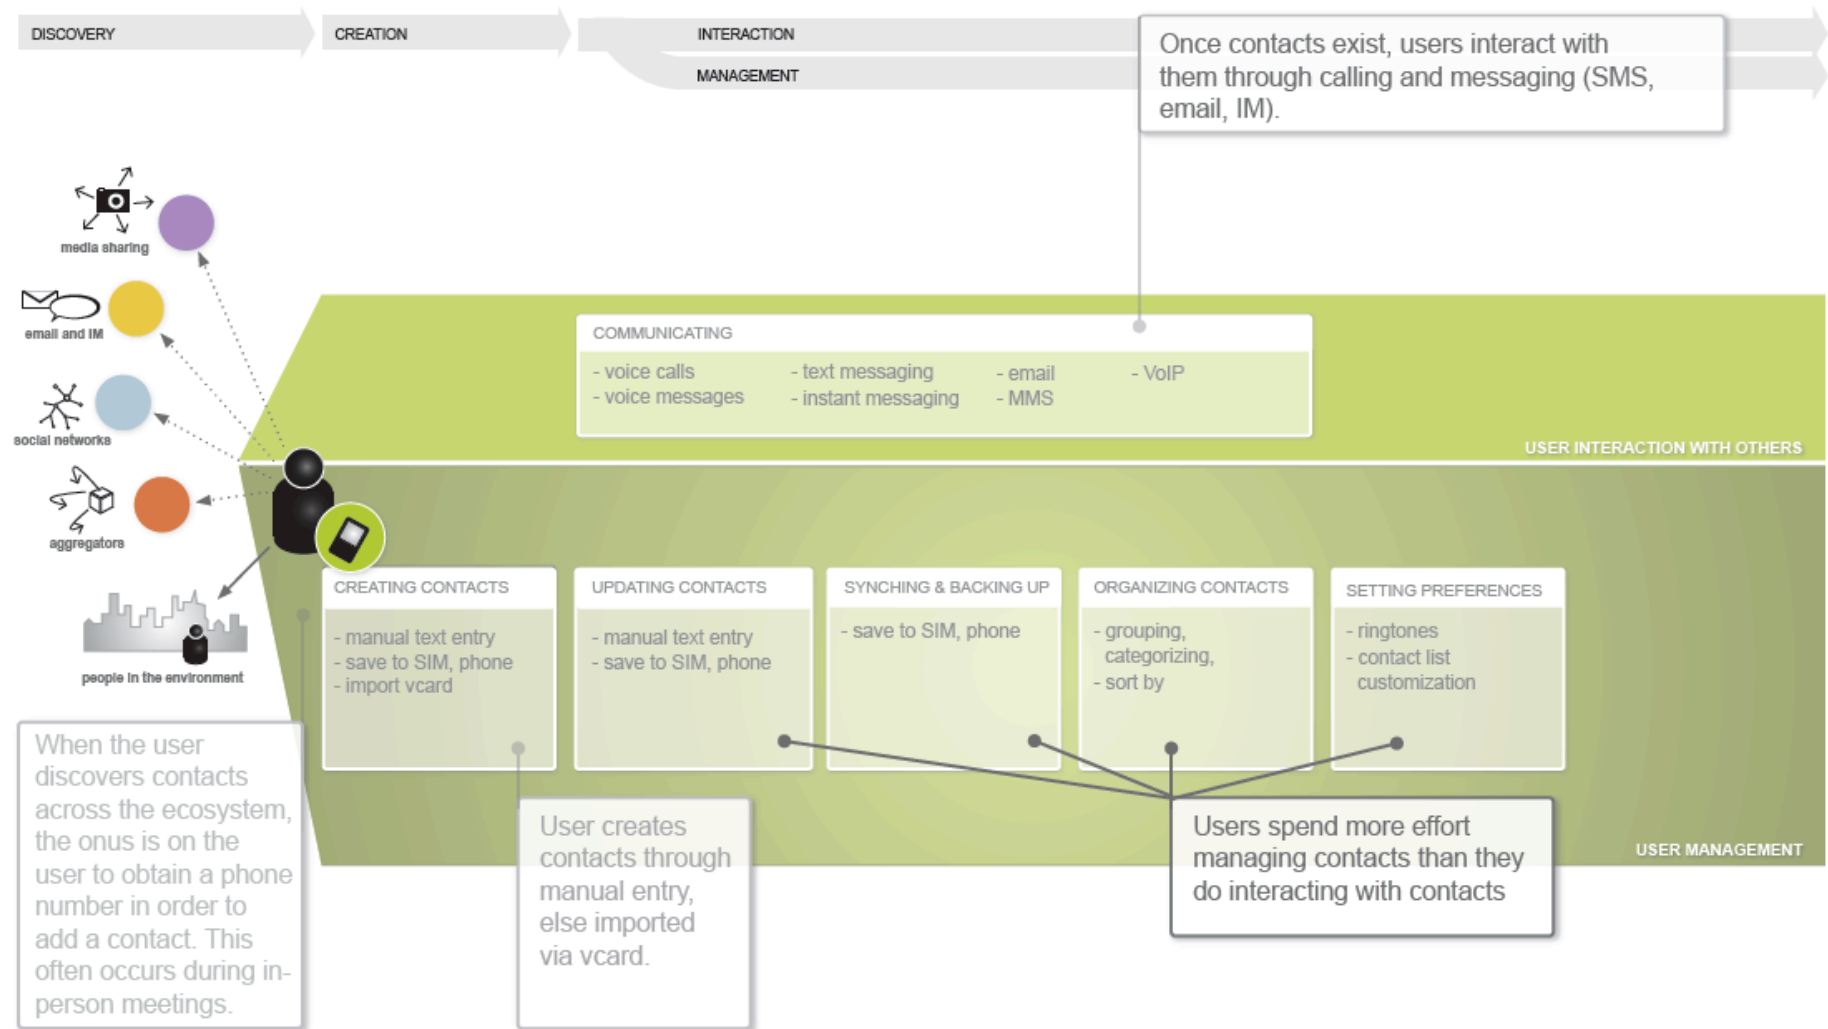 DISCOVERY
CREATION
INTERACTION
MANAGEMENT
Once contacts exist, users interact with
them through calling and messaging (SMS,
email, IM).
media sharing
email and IM
social networks
aggregators
people in the environment
COMMUNICATING
- voice calls
- voice messages
- text messaging
- instant messaging
- email
- MMS
- VoIP
USER INTERACTION WITH OTHERS
CREATING CONTACTS
- manual text entry
- save to SIM, phone
- import vcard
UPDATING CONTACTS
- manual text entry
- save to SIM, phone
SYNCHING & BACKING UP
- save to SIM, phone
ORGANIZING CONTACTS
- grouping,
categorizing,
- sort by
SETTING PREFERENCES
- ringtones
- contact list
customization
When the user
discovers contacts
across the ecosystem,
the onus is on the
user to obtain a phone
number in order to
add a contact. This
often occurs during in-
person meetings.
User creates
contacts through
manual entry,
else imported
via vcard.
Users spend more effort
managing contacts than they
do interacting with contacts
USER MANAGEMENT